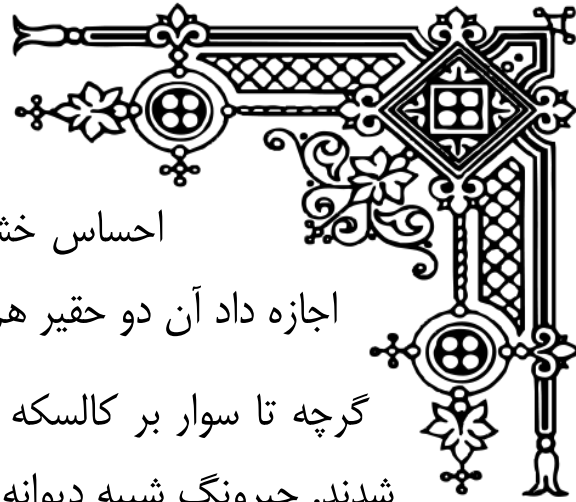 احساس
اجازه داد آن دو حقیر
گرچه تا سوار بر کالسکه
شدند. جیرونگ شبیه دیوانه